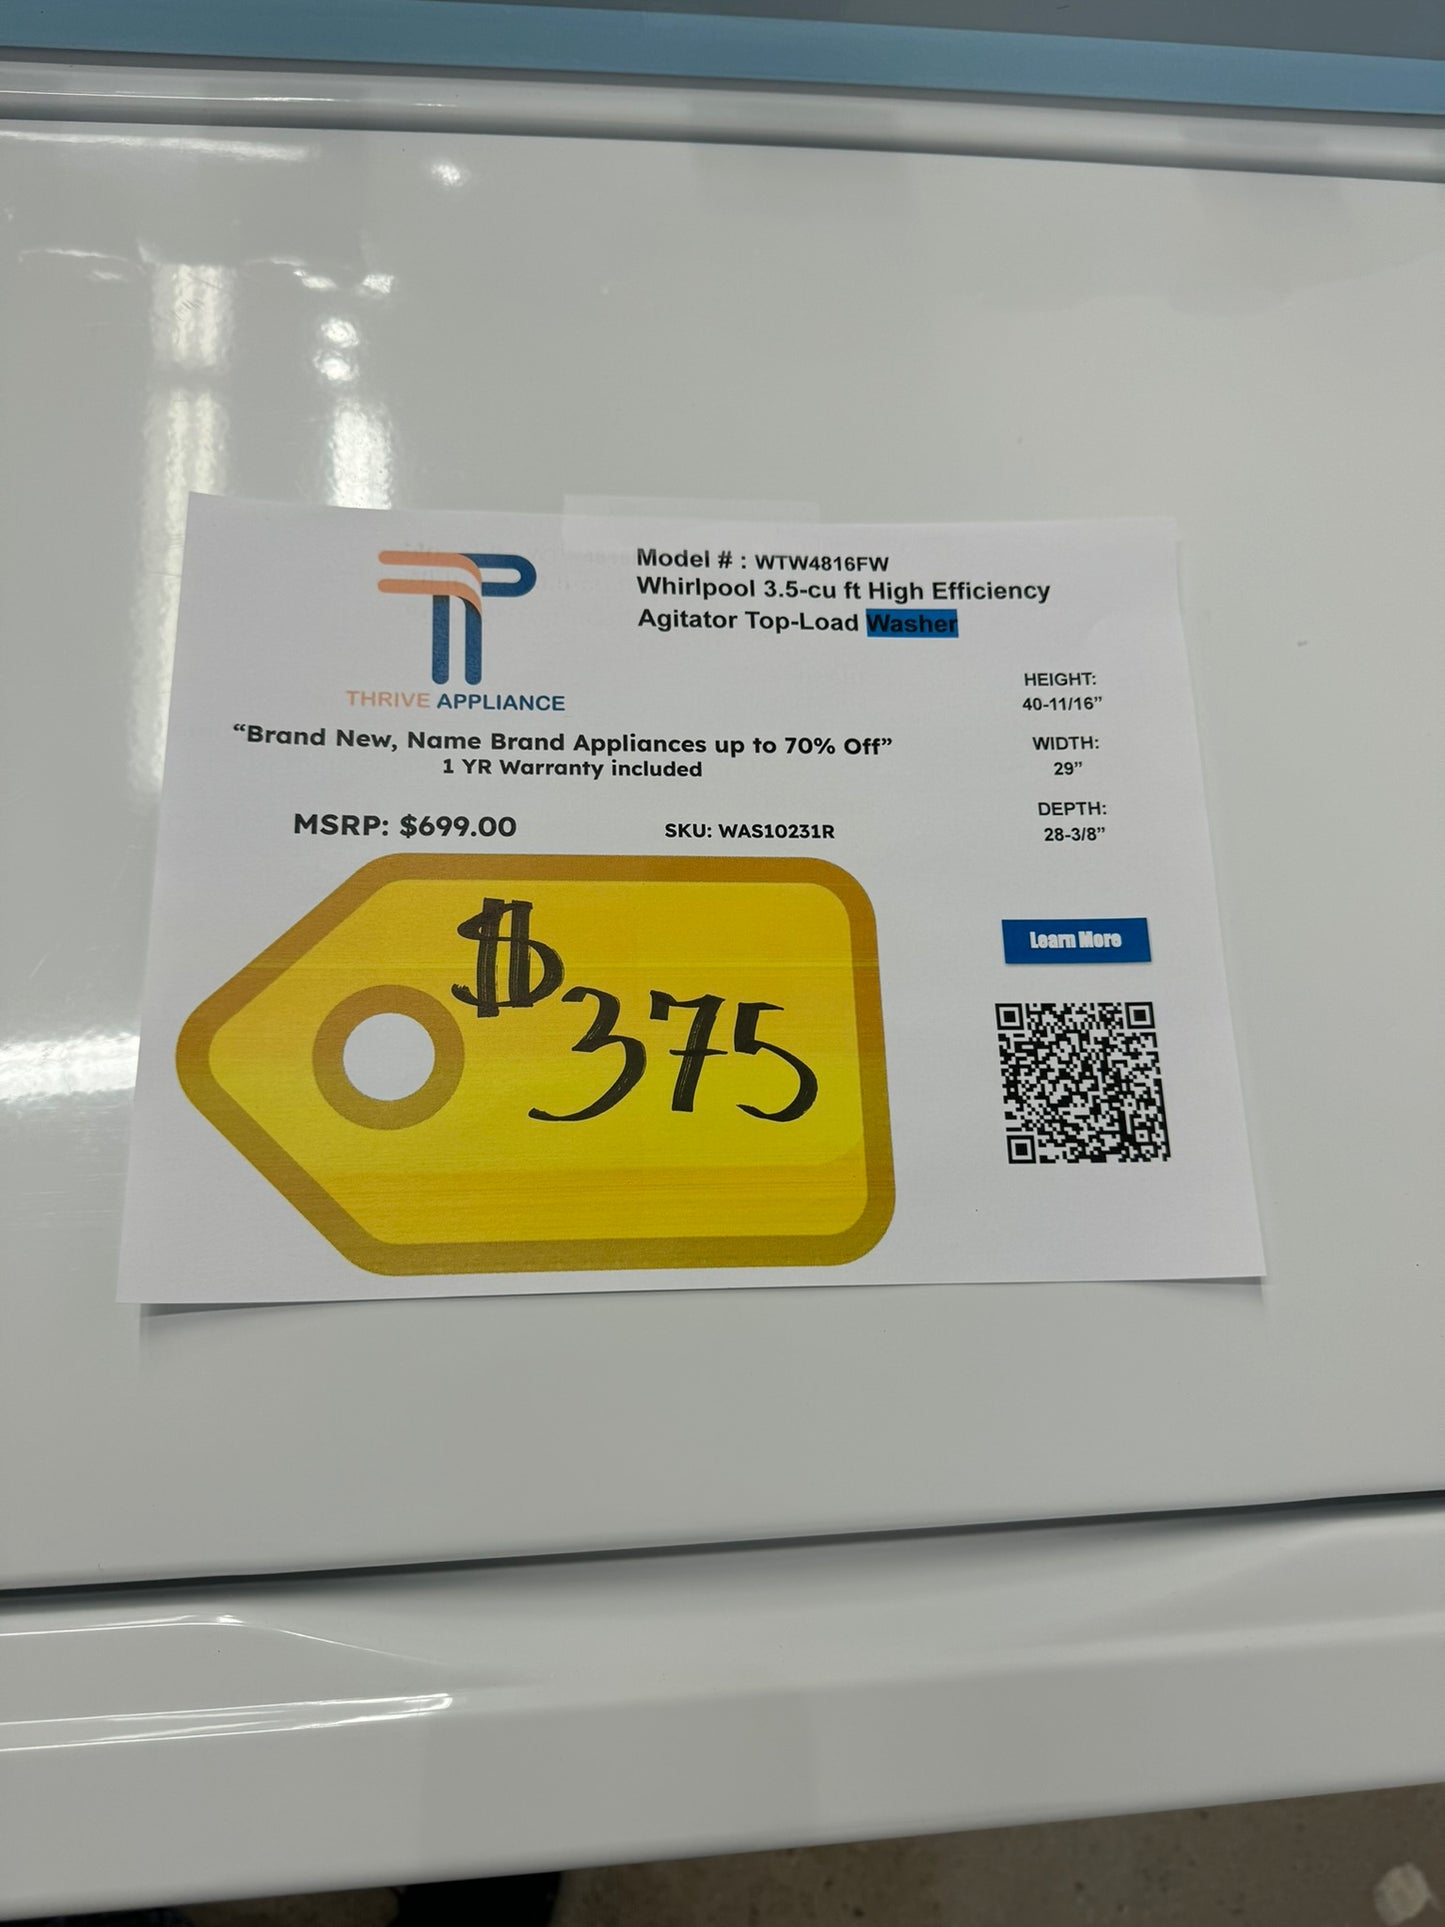 Model # : WTW4816FW
Whirlpool 3.5-cu ft High Efficiency
Agitator Top-Load Washer
THRIVE APPLIANCE
“Brand New, Name Brand Appliances up to 70% Off”
1 YR Warranty included
MSRP: $699.00
SKU: WAS10231R
HEIGHT:
40-11/16”
WIDTH:
29”
DEPTH:
28-3/8”
Learn More
$375